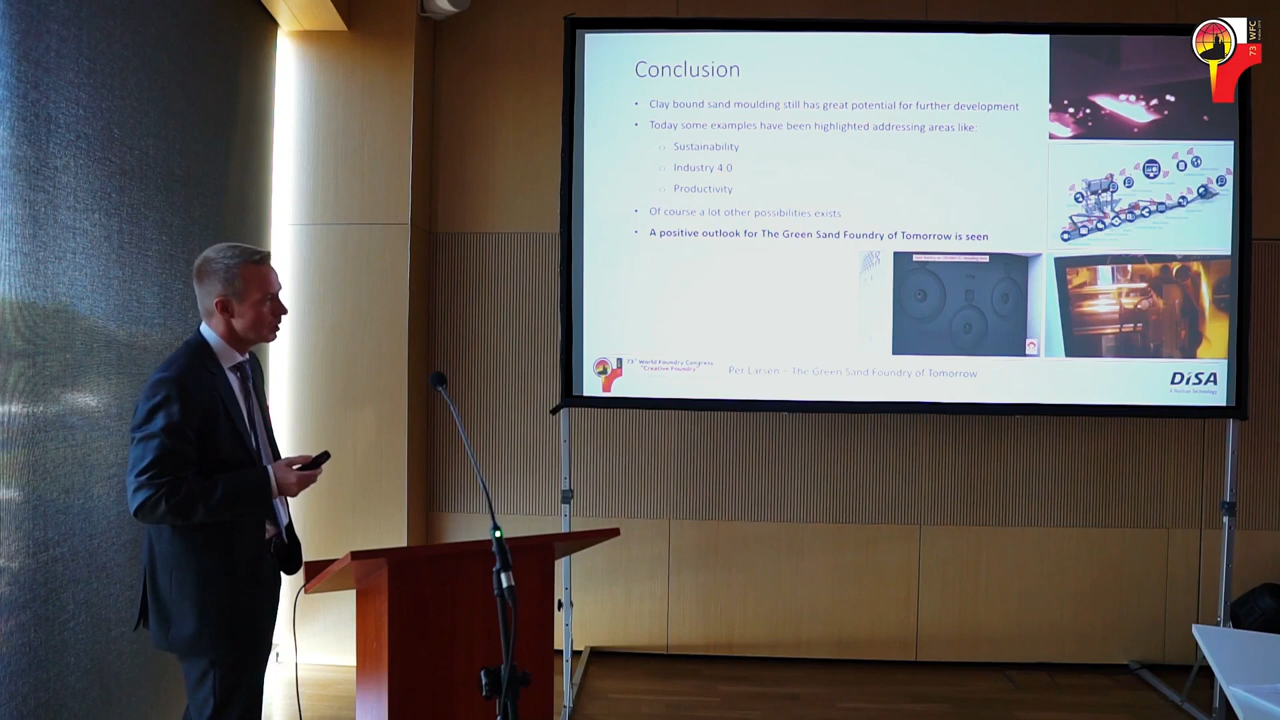 73 WFC
Conclusion
• Clay bound sand moulding still has great potential for further development
• Today some examples have been highlighted addressing areas like:
○ Sustainability
○ Industry 4.0
○ Productivity
• Of course a lot other possibilities exists
• A positive outlook for The Green Sand Foundry of Tomorrow is seen
73rd World Foundry Congress
"Creative Foundry"
Per Larsen – The Green Sand Foundry of Tomorrow
DISA
A Norican Technology